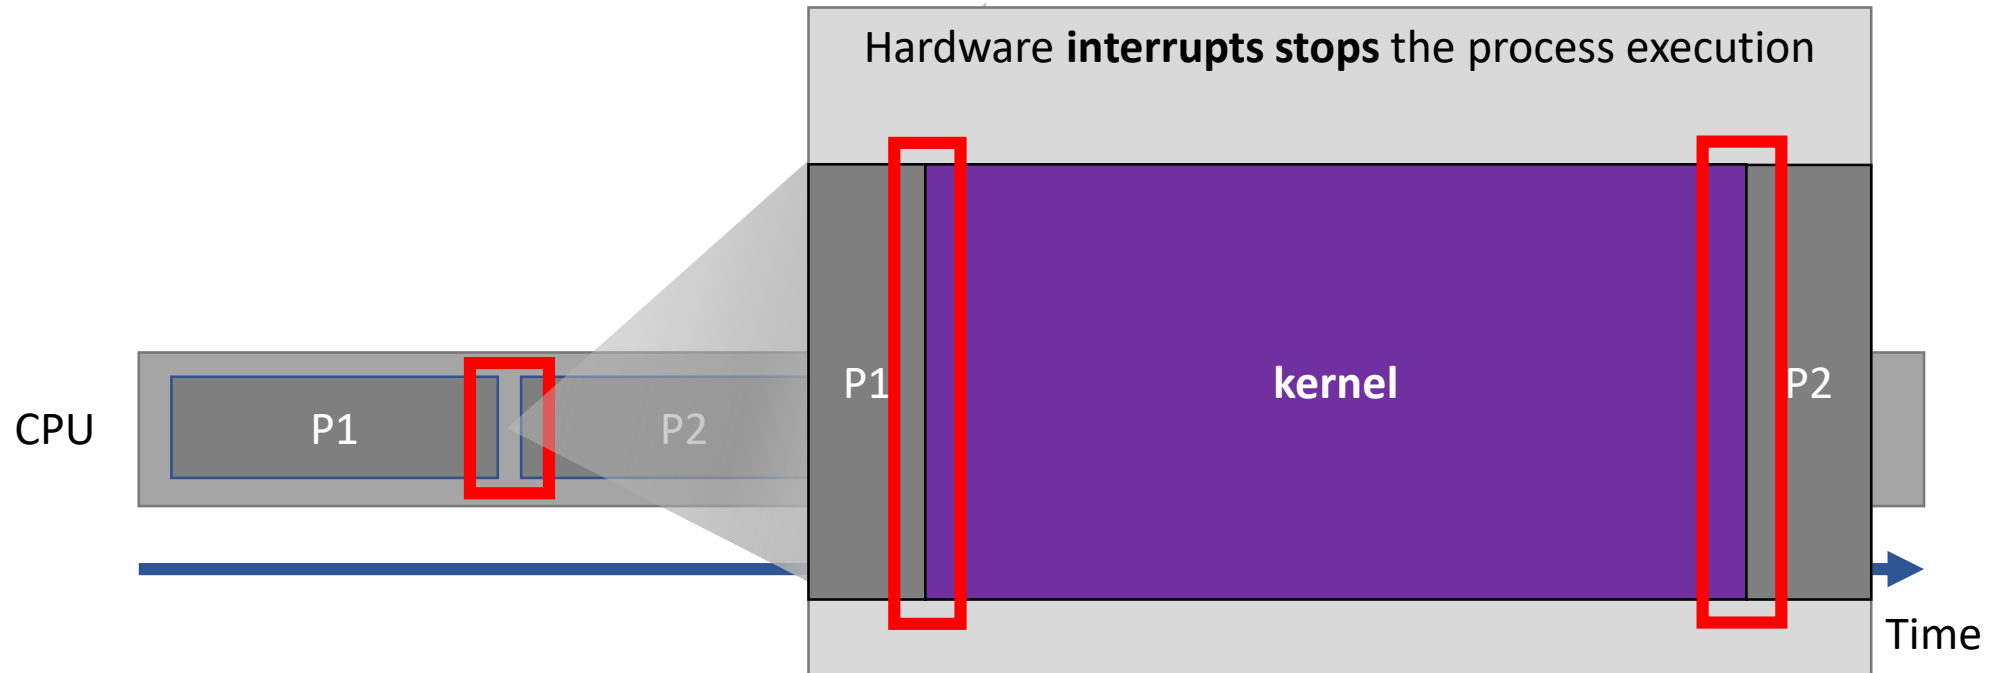 Hardware interrupts stops the process execution
P1
kernel
P2
CPU
P1
P2
Time